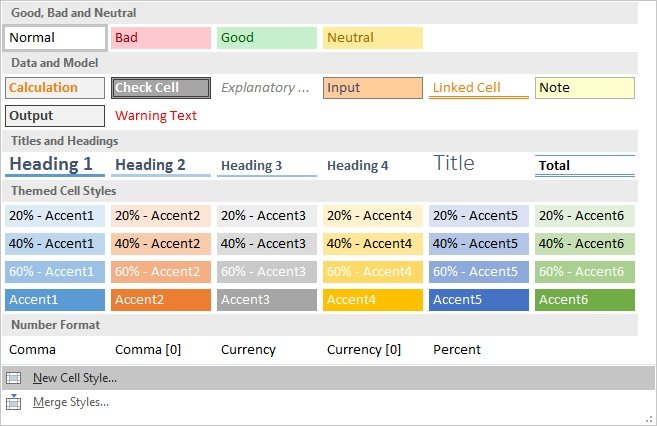 Good, Bad and Neutral
Normal Bad Good Neutral
Data and Model
Calculation Check Cell Explanatory ... Input Linked Cell Note
Output Warning Text
Titles and Headings
Heading 1 Heading 2 Heading 3 Heading 4 Title Total
Themed Cell Styles
20% - Accent1 20% - Accent2 20% - Accent3 20% - Accent4 20% - Accent5 20% - Accent6
40% - Accent1 40% - Accent2 40% - Accent3 40% - Accent4 40% - Accent5 40% - Accent6
60% - Accent1 60% - Accent2 60% - Accent3 60% - Accent4 60% - Accent5 60% - Accent6
Accent1 Accent2 Accent3 Accent4 Accent5 Accent6
Number Format
Comma Comma [0] Currency Currency [0] Percent
New Cell Style...
Merge Styles...